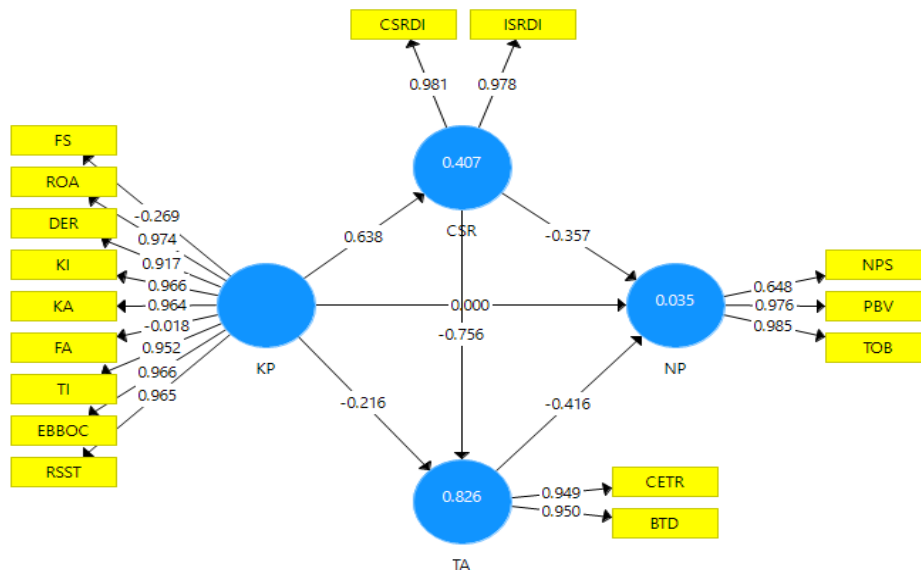 CSRDI
ISRDI
0.981
0.978
FS
ROA
DER
KI
KA
FA
TI
EBBOC
RSST
-0.269
0.974
0.917
0.966
0.964
-0.018
0.952
0.966
0.965
KP
0.638
0.407
CSR
-0.357
0.000
-0.756
-0.216
-0.416
0.035
NP
0.648
0.976
0.985
NPS
PBV
TOB
0.826
TA
0.949
0.950
CETR
BTD